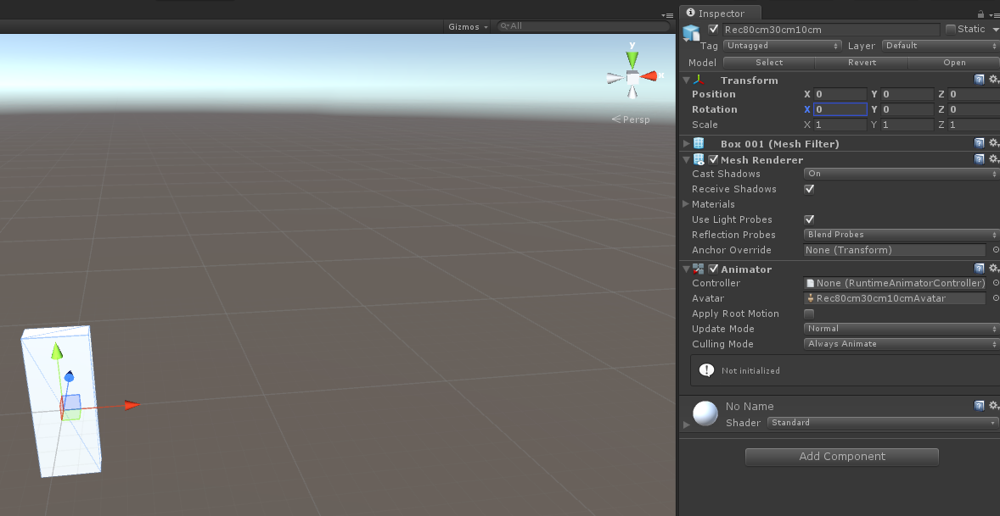 Gizmos
All
y
x
Persp
Inspector
Rec80cm30cm10cm
Static
Tag Untagged Layer Default
Model Select Revert Open
Transform
Position X 0 Y 0 Z 0
Rotation X 0 Y 0 Z 0
Scale X 1 Y 1 Z 1
Box 001 (Mesh Filter)
Mesh Renderer
Cast Shadows On
Receive Shadows
Materials
Use Light Probes
Reflection Probes Blend Probes
Anchor Override None (Transform)
Animator
Controller None (RuntimeAnimatorController)
Avatar Rec80cm30cm10cmAvatar
Apply Root Motion
Update Mode Normal
Culling Mode Always Animate
Not initialized
No Name
Shader Standard
Add Component